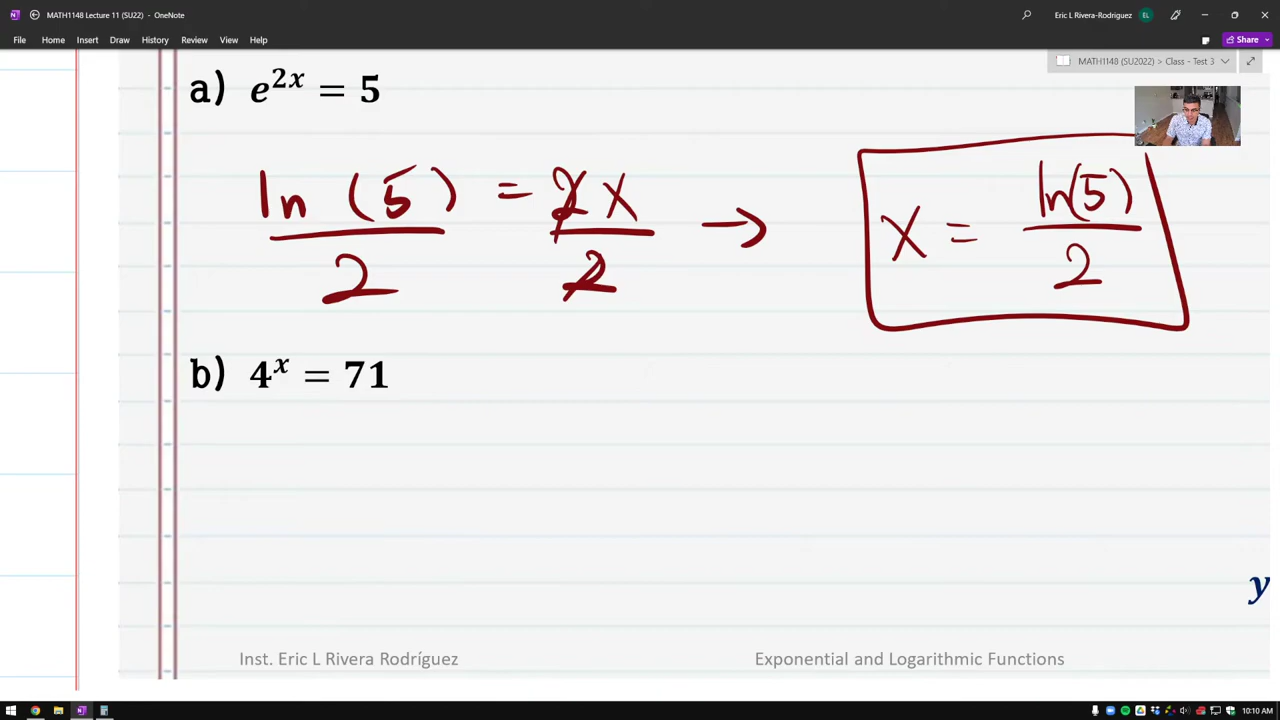 MATH1148 Lecture 11 (SU22) - OneNote
Eric L Rivera-Rodriguez EL
File Home Insert Draw History Review View Help
Share
MATH1148 (SU2022) > Class - Test 3
a) e^{2x} = 5
ln(5)/2 = 2x/2 → x = ln(5)/2
b) 4^x = 71
y
Inst. Eric L Rivera Rodríguez
Exponential and Logarithmic Functions
10:10 AM